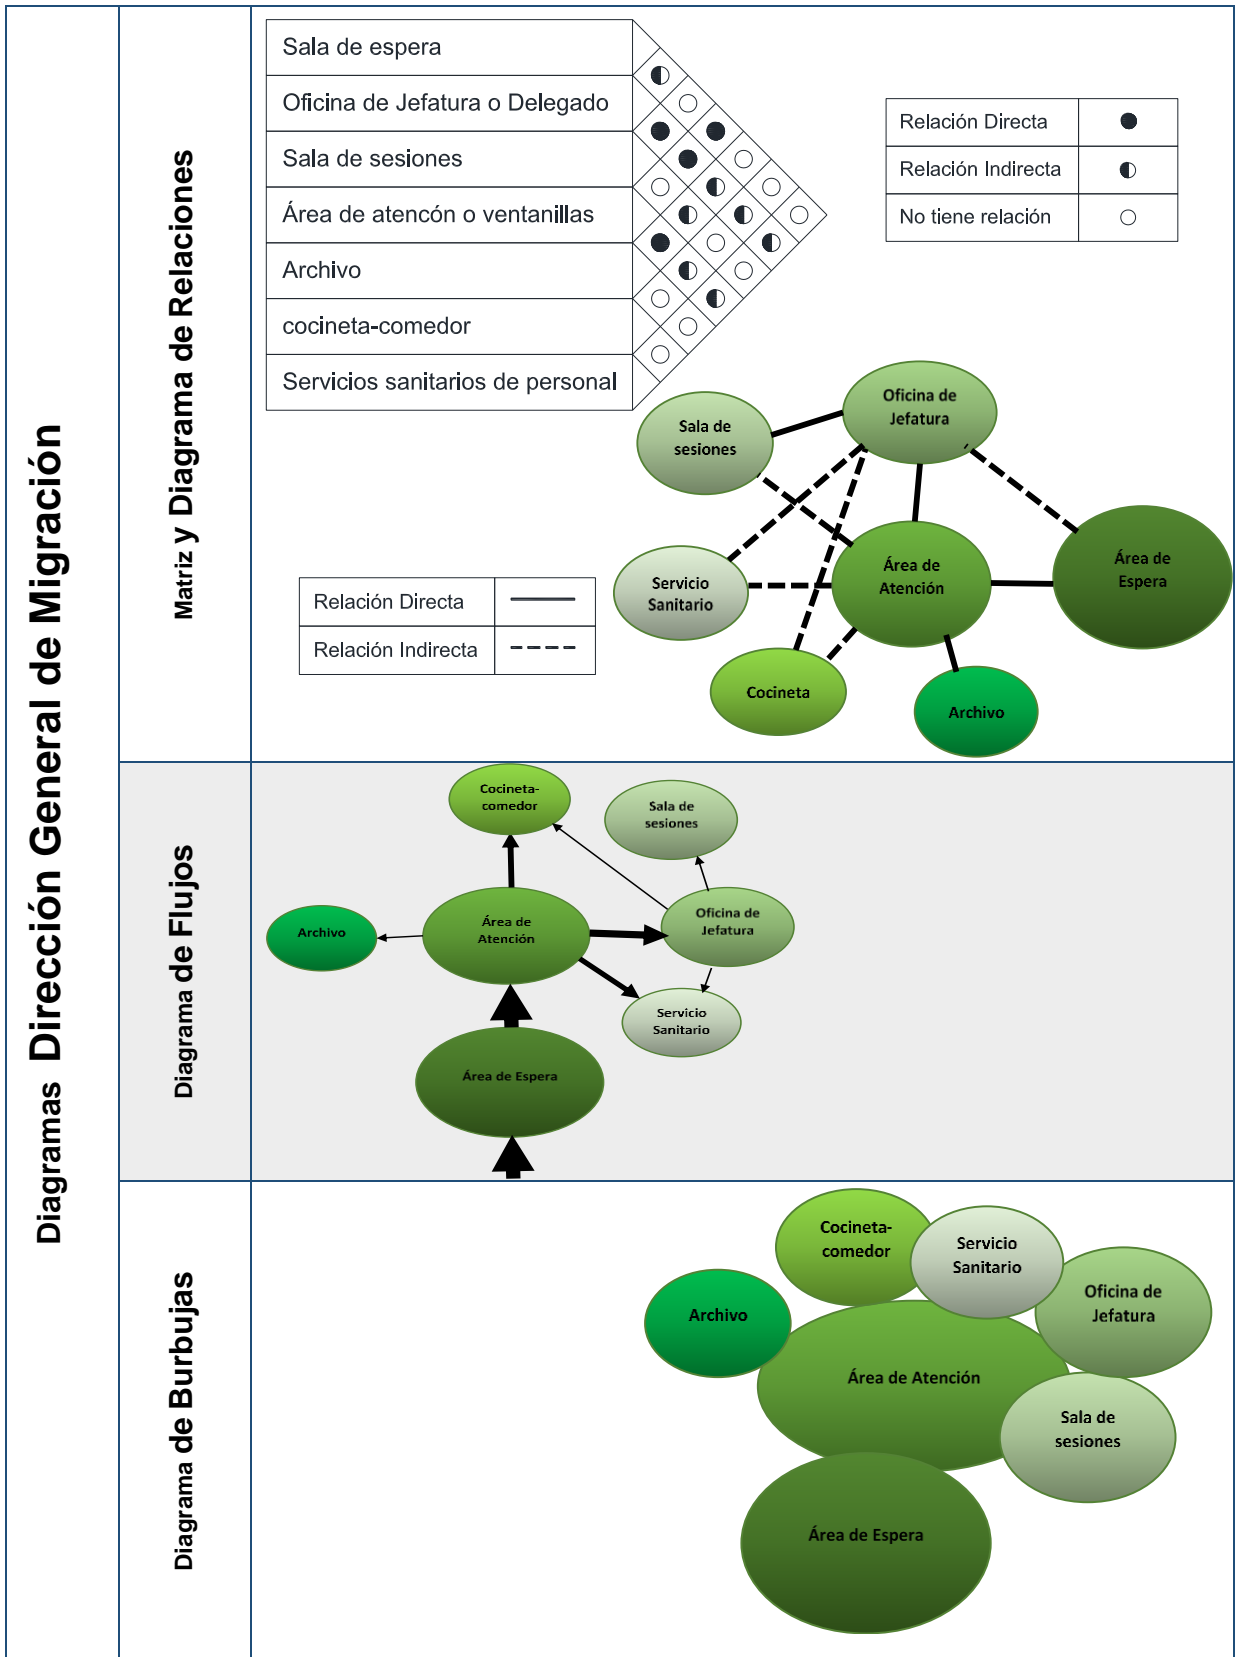 Diagramas Dirección General de Migración
Matriz y Diagrama de Relaciones
Sala de espera
Oficina de Jefatura o Delegado
Sala de sesiones
Área de atencón o ventanillas
Archivo
cocineta-comedor
Servicios sanitarios de personal
Relación Directa
Relación Indirecta
No tiene relación
Oficina de
Jefatura
Sala de
sesiones
Área de
Atención
Área de
Espera
Servicio
Sanitario
Cocineta
Archivo
Relación Directa
Relación Indirecta
Diagrama de Flujos
Cocineta-
comedor
Sala de
sesiones
Archivo
Área de
Atención
Oficina de
Jefatura
Servicio
Sanitario
Área de Espera
Diagrama de Burbujas
Cocineta-
comedor
Servicio
Sanitario
Oficina de
Jefatura
Archivo
Área de Atención
Sala de
sesiones
Área de Espera